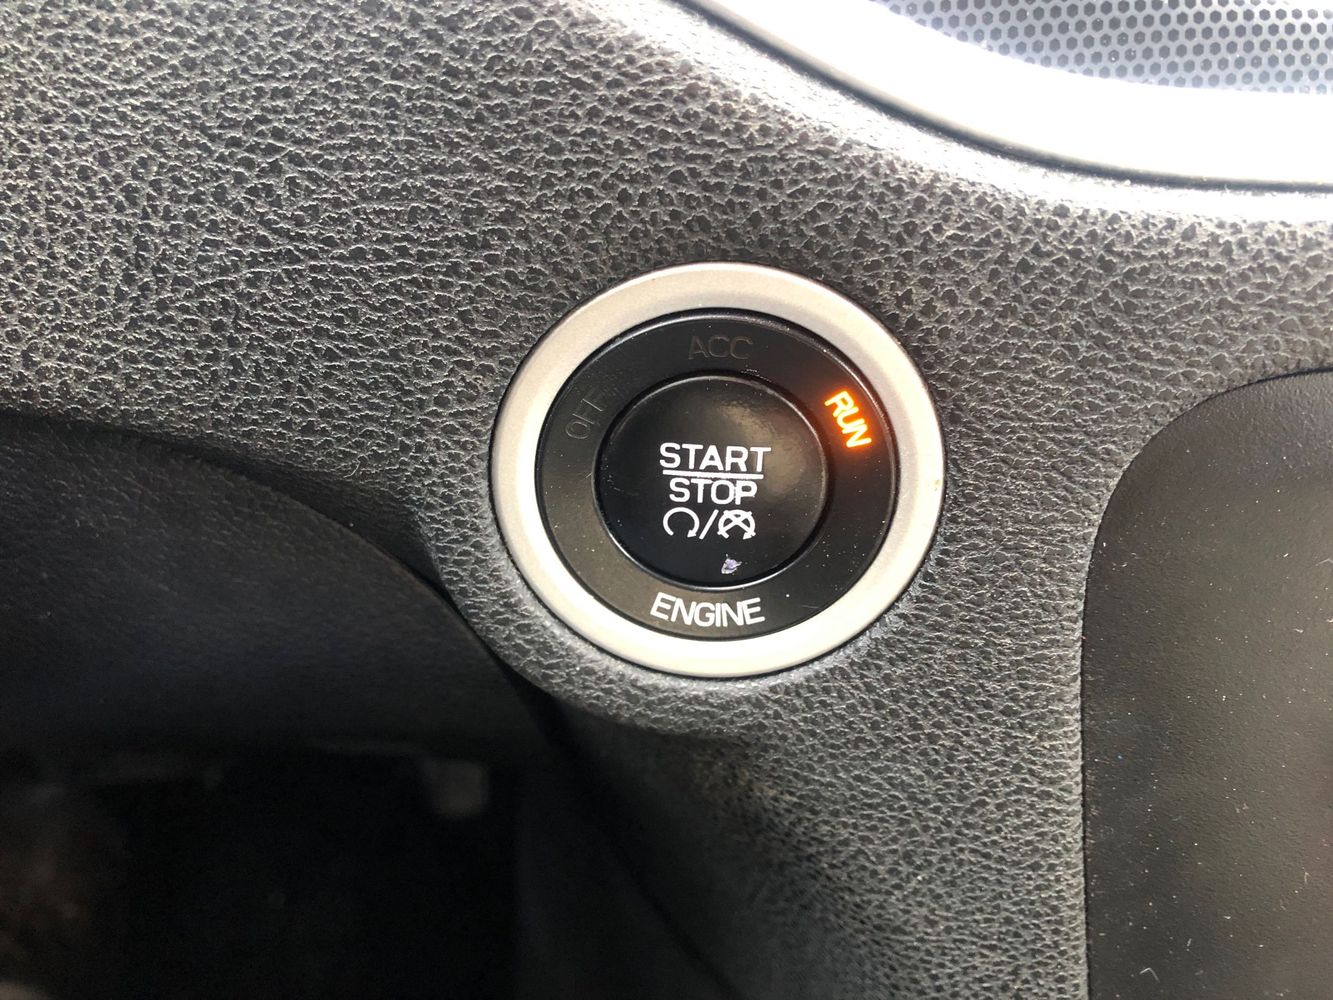 ACC
OFF
RUN
START
STOP
ENGINE